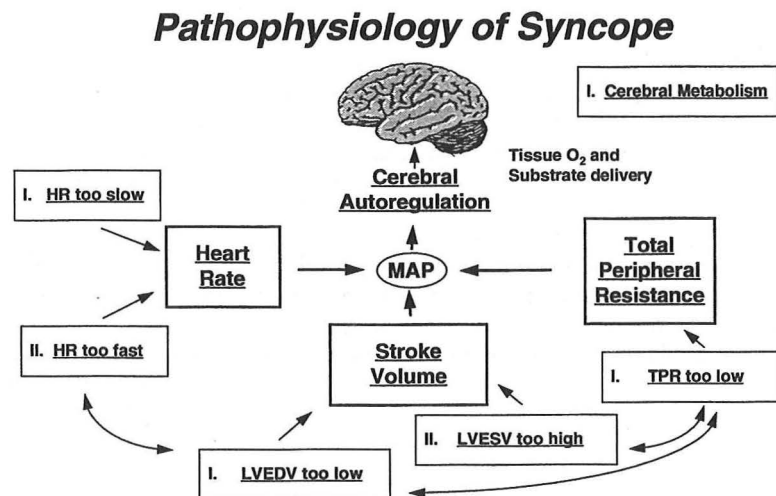 Pathophysiology of Syncope
I. Cerebral Metabolism
Tissue O₂ and
Substrate delivery
Cerebral
Autoregulation
I. HR too slow
Heart
Rate
MAP
Total
Peripheral
Resistance
II. HR too fast
Stroke
Volume
I. TPR too low
II. LVESV too high
I. LVEDV too low